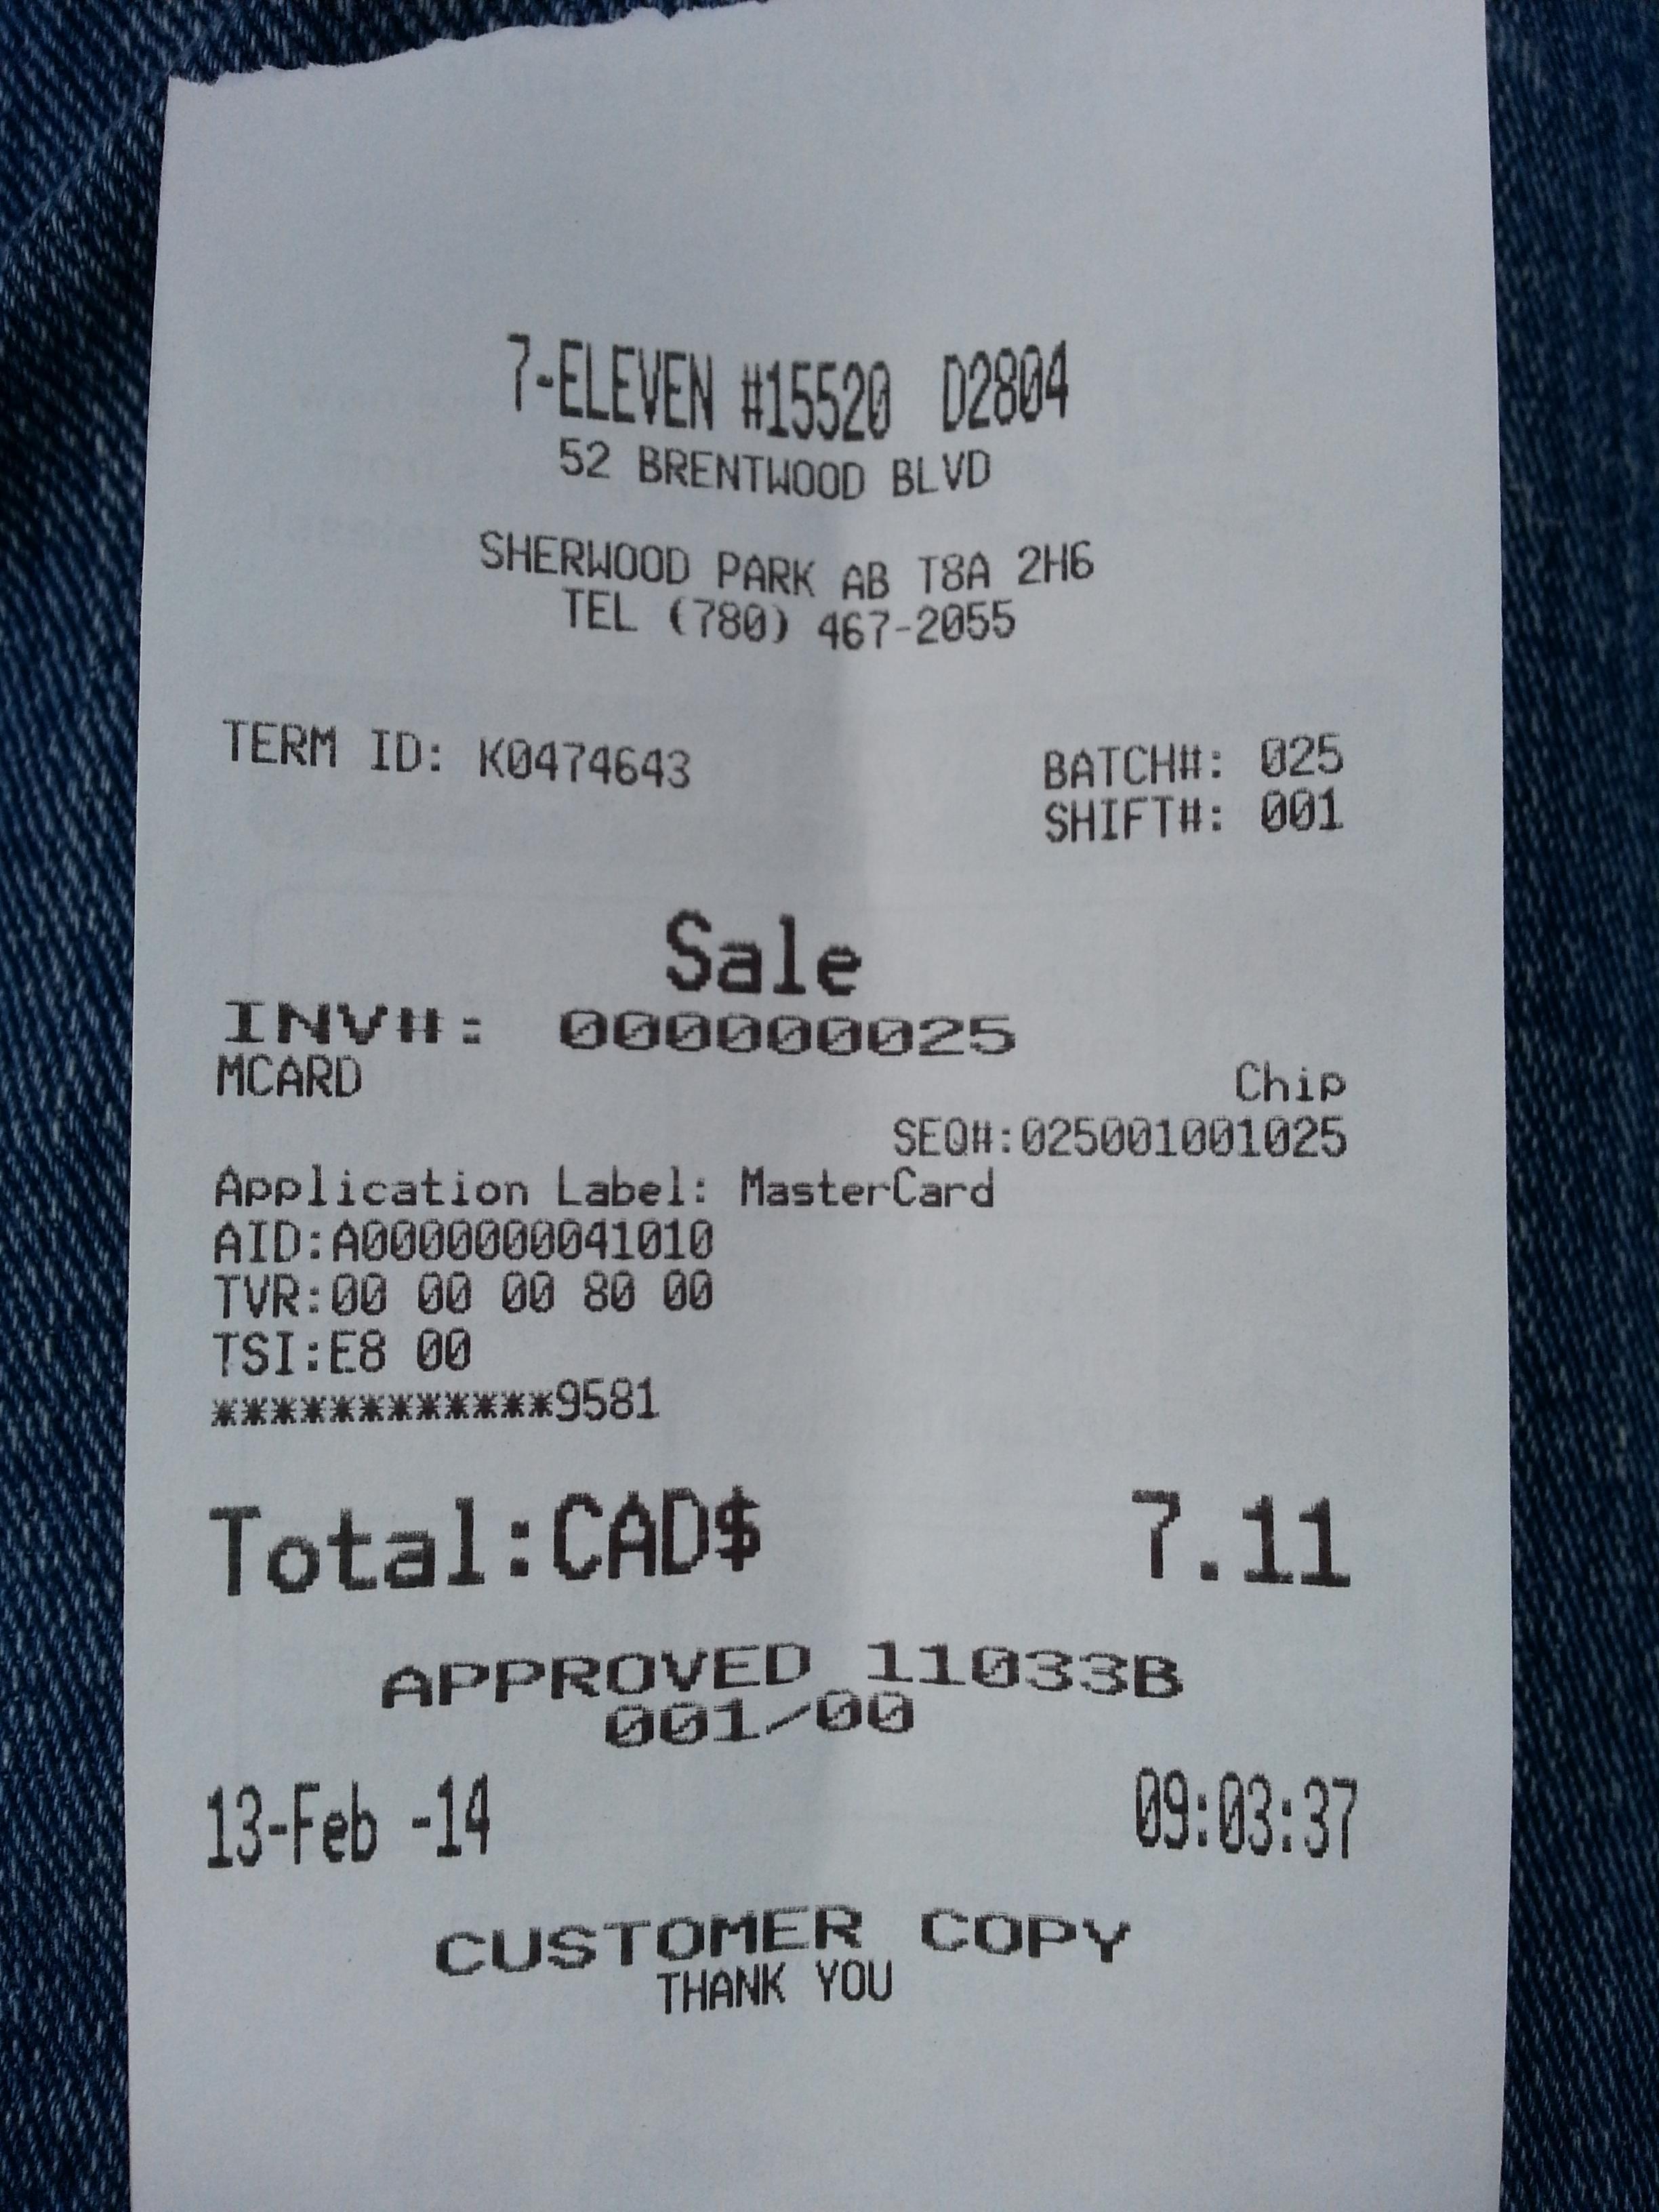 7-ELEVEN #15520 D2804
52 BRENTWOOD BLVD
SHERWOOD PARK AB T8A 2H6
TEL (780) 467-2055
TERM ID: K0474643 BATCH#: 025
SHIFT#: 001
Sale
INV#: 000000025
MCARD Chip
SEQ#:025001001025
Application Label: MasterCard
AID:A0000000041010
TVR:00 00 00 80 00
TSI:E8 00
************9581
Total:CAD$ 7.11
APPROVED 11033B
001/00
13-Feb -14 09:03:37
CUSTOMER COPY
THANK YOU